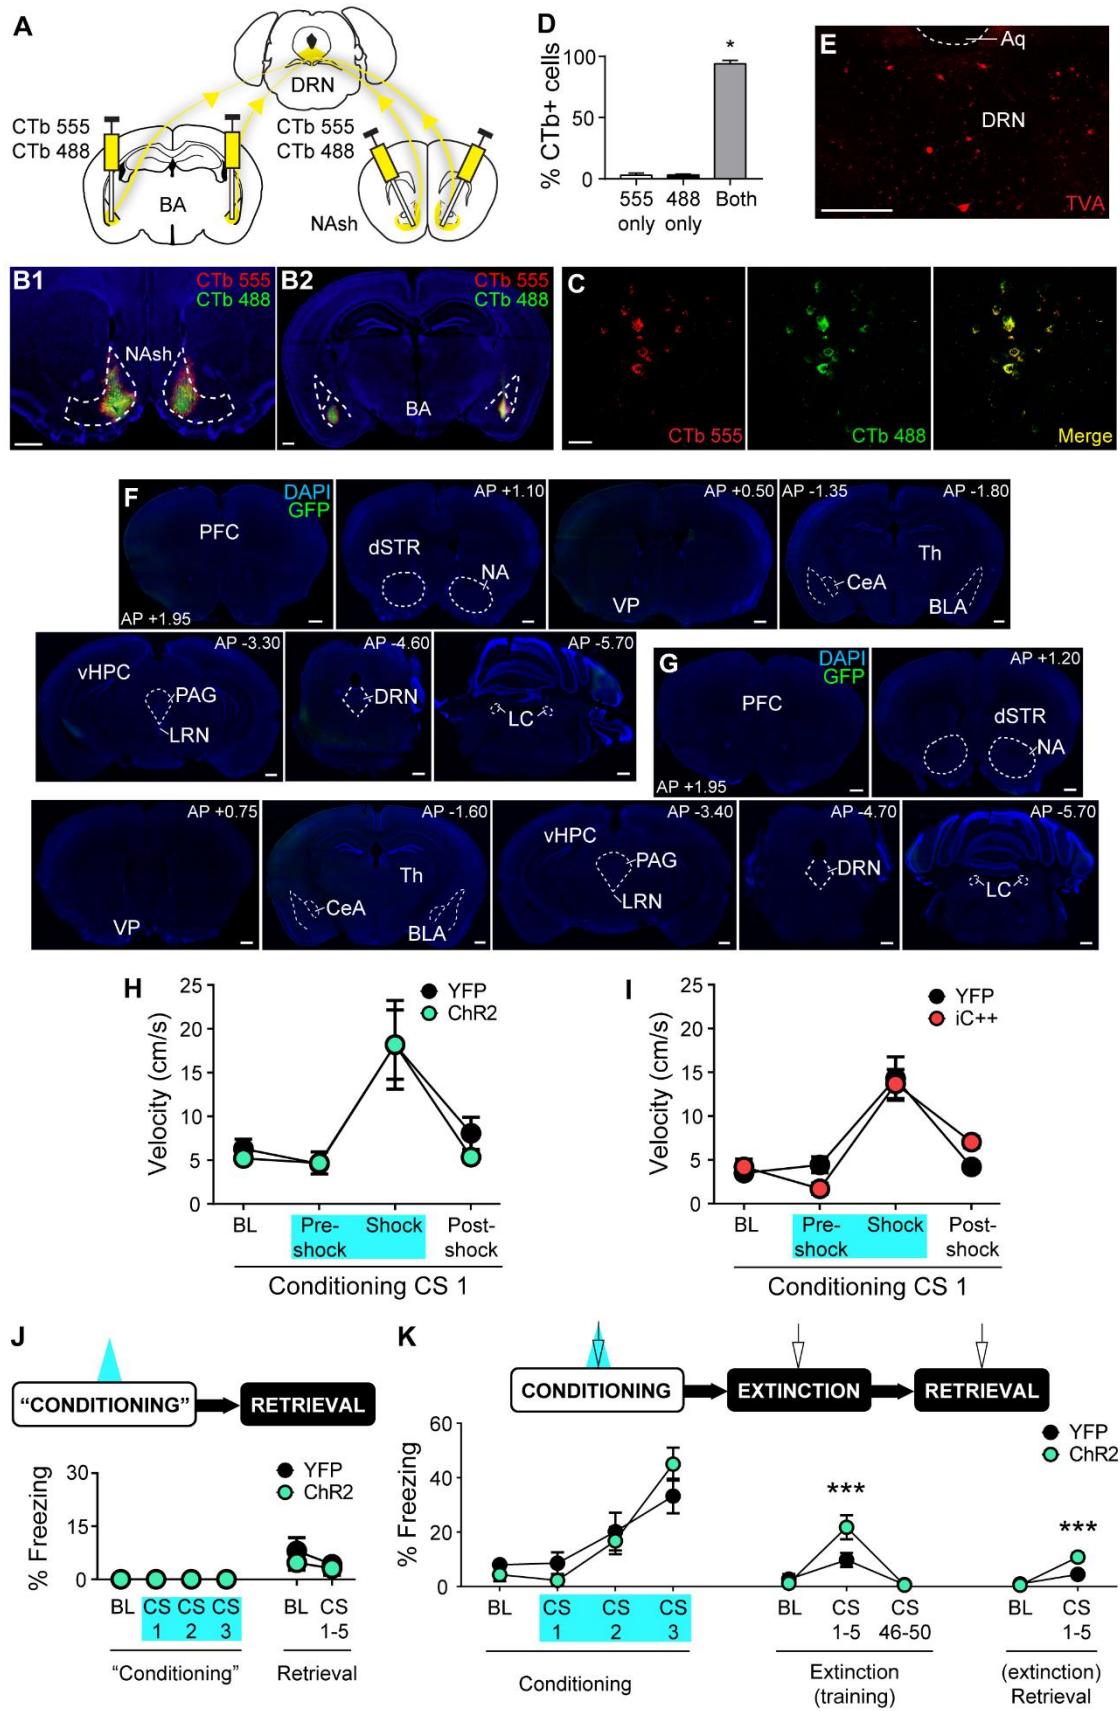 A
DRN
CTb 555
CTb 488
CTb 555
CTb 488
BA
NAsh
D
% CTb+ cells
100
50
0
*
555
only
488
only
Both
E
Aq
DRN
TVA
B1
CTb 555
CTb 488
NAsh
B2
CTb 555
CTb 488
BA
C
CTb 555
CTb 488
Merge
F
DAPI
GFP
PFC
AP +1.95
AP +1.10
dSTR
NA
AP +0.50
VP
AP -1.35
AP -1.80
Th
CeA
BLA
AP -3.30
vHPC
PAG
LRN
AP -4.60
DRN
AP -5.70
LC
G
DAPI
GFP
PFC
AP +1.95
AP +1.20
dSTR
NA
AP +0.75
VP
AP -1.60
Th
CeA
BLA
AP -3.40
vHPC
PAG
LRN
AP -4.70
DRN
AP -5.70
LC
H
YFP
ChR2
Velocity (cm/s)
25
20
15
10
5
0
BL
Pre-
shock
Shock
Post-
shock
Conditioning CS 1
I
YFP
iC++
Velocity (cm/s)
25
20
15
10
5
0
BL
Pre-
shock
Shock
Post-
shock
Conditioning CS 1
J
“CONDITIONING”
RETRIEVAL
YFP
ChR2
% Freezing
30
15
0
BL
CS
1
CS
2
CS
3
BL
CS
1-5
“Conditioning”
Retrieval
K
CONDITIONING
EXTINCTION
RETRIEVAL
YFP
ChR2
% Freezing
60
40
20
0
***
***
BL
CS
1
CS
2
CS
3
BL
CS
1-5
CS
46-50
BL
CS
1-5
Conditioning
Extinction
(training)
(extinction)
Retrieval